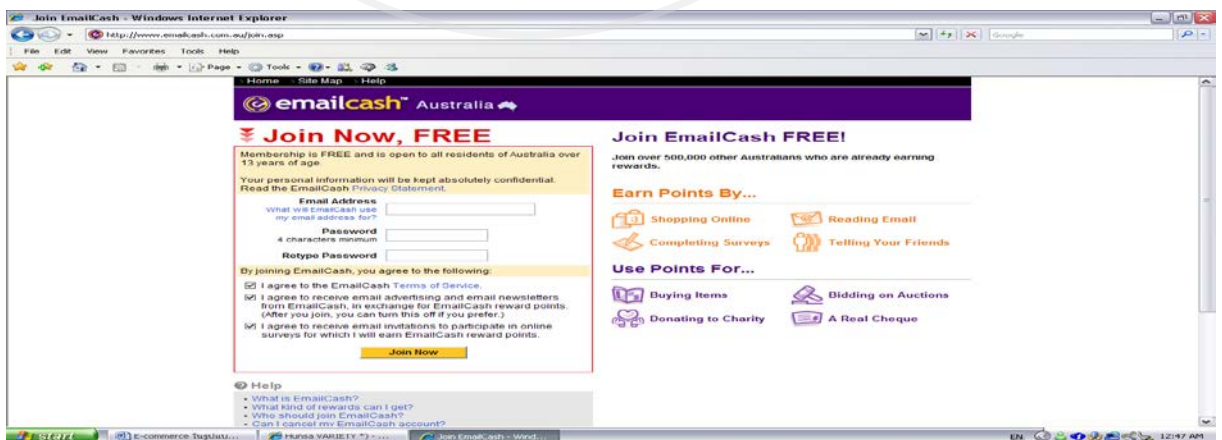 Join EmailCash - Windows Internet Explorer
http://www.emailcash.com.au/join.asp
Google
File Edit View Favorites Tools Help
Page Tools
Home Site Map Help
emailcash™ Australia
Join Now, FREE
Membership is FREE and is open to all residents of Australia over
13 years of age.
Your personal information will be kept absolutely confidential.
Read the EmailCash Privacy Statement.
Email Address
What will EmailCash use
my email address for?
Password
4 characters minimum
Retype Password
By joining EmailCash, you agree to the following:
I agree to the EmailCash Terms of Service.
I agree to receive email advertising and email newsletters
from EmailCash, in exchange for EmailCash reward points.
(After you join, you can turn this off if you prefer.)
I agree to receive email invitations to participate in online
surveys for which I will earn EmailCash reward points.
Join Now
Help
What is EmailCash?
What kind of rewards can I get?
Who should join EmailCash?
Can I cancel my EmailCash account?
Join EmailCash FREE!
Join over 500,000 other Australians who are already earning
rewards.
Earn Points By...
Shopping Online
Reading Email
Completing Surveys
Telling Your Friends
Use Points For...
Buying Items
Bidding on Auctions
Donating to Charity
A Real Cheque
start
E-commerce
Hunsa VARIETY
Join EmailCash - Wind...
EN
12:47 AM